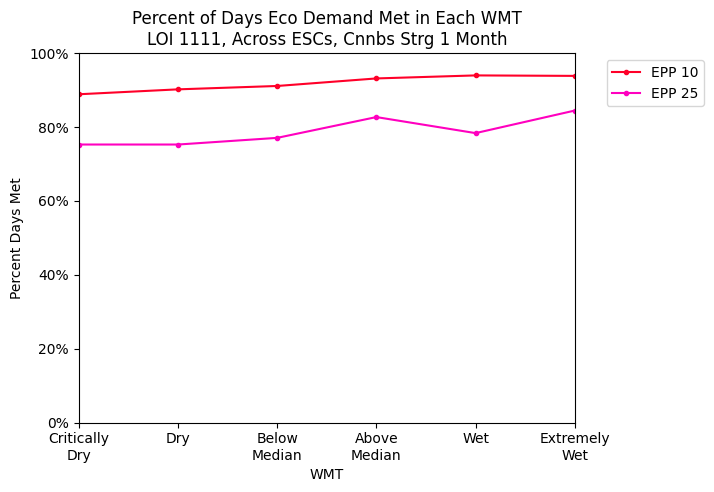 Percent of Days Eco Demand Met in Each WMT
LOI 1111, Across ESCs, Cnnbs Strg 1 Month
EPP 10
EPP 25
Percent Days Met
100%
80%
60%
40%
20%
0%
Critically
Dry
Dry
Below
Median
Above
Median
Wet
Extremely
Wet
WMT